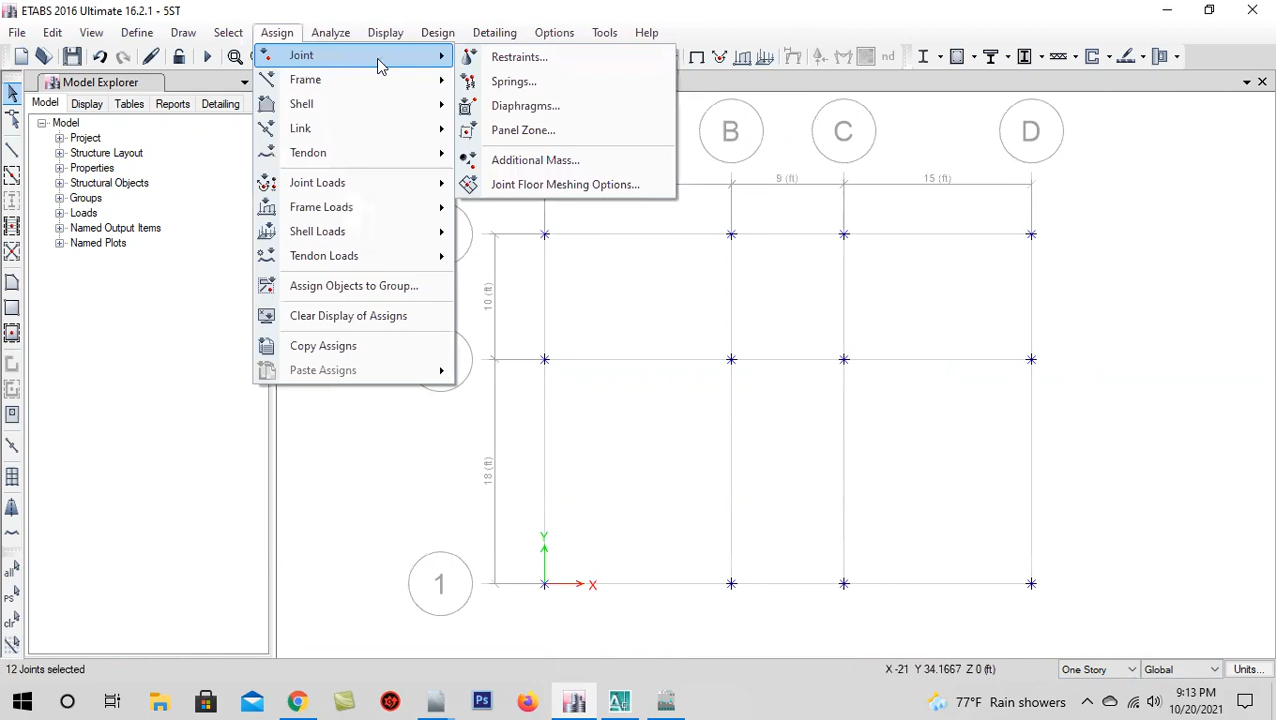 ETABS 2016 Ultimate 16.2.1 - 5ST
File Edit View Define Draw Select Assign Analyze Display Design Detailing Options Tools Help
nd
Model Explorer
Model Display Tables Reports Detailing
Model
Project
Structure Layout
Properties
Structural Objects
Groups
Loads
Named Output Items
Named Plots
Joint
Frame
Shell
Link
Tendon
Joint Loads
Frame Loads
Shell Loads
Tendon Loads
Assign Objects to Group...
Clear Display of Assigns
Copy Assigns
Paste Assigns
Restraints...
Springs...
Diaphragms...
Panel Zone...
Additional Mass...
Joint Floor Meshing Options...
B C D
9 (ft) 15 (ft)
10 (ft)
18 (ft)
1
Y
X
all
PS
clr
12 Joints selected
X -21 Y 34.1667 Z 0 (ft)
One Story
Global
Units...
Ps
77°F Rain showers
9:13 PM
10/20/2021